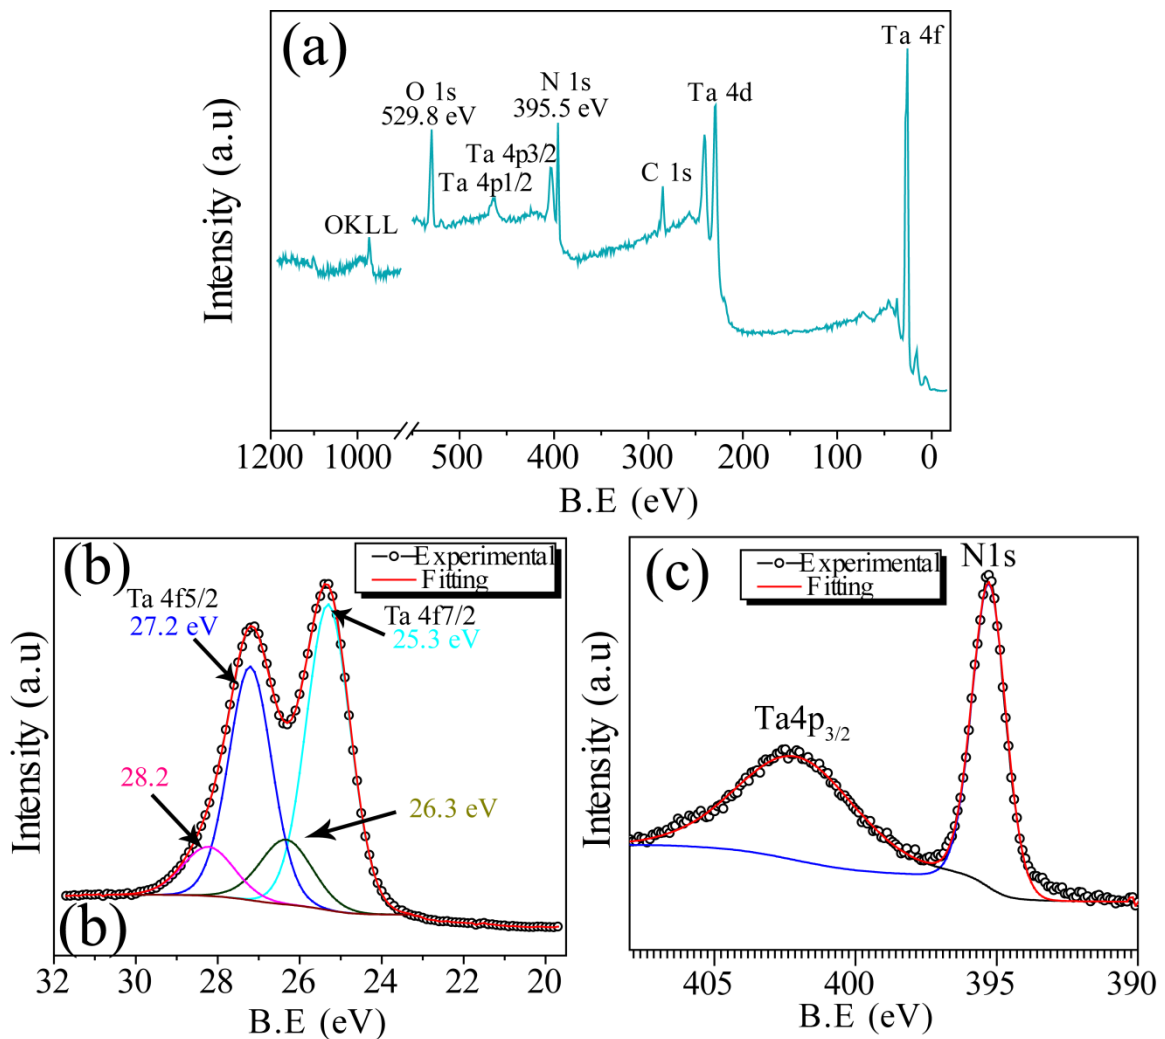 (a)
Ta 4f
O 1s
529.8 eV
N 1s
395.5 eV
Ta 4d
Ta 4p3/2
Ta 4p1/2
C 1s
OKLL
Intensity (a.u)
1200 1000 500 400 300 200 100 0
B.E (eV)
(b)
Experimental
Fitting
Ta 4f5/2
27.2 eV
Ta 4f7/2
25.3 eV
28.2
26.3 eV
(b)
Intensity (a.u)
32 30 28 26 24 22 20
B.E (eV)
(c)
Experimental
Fitting
N1s
Ta4p3/2
Intensity (a.u)
405 400 395 390
B.E (eV)